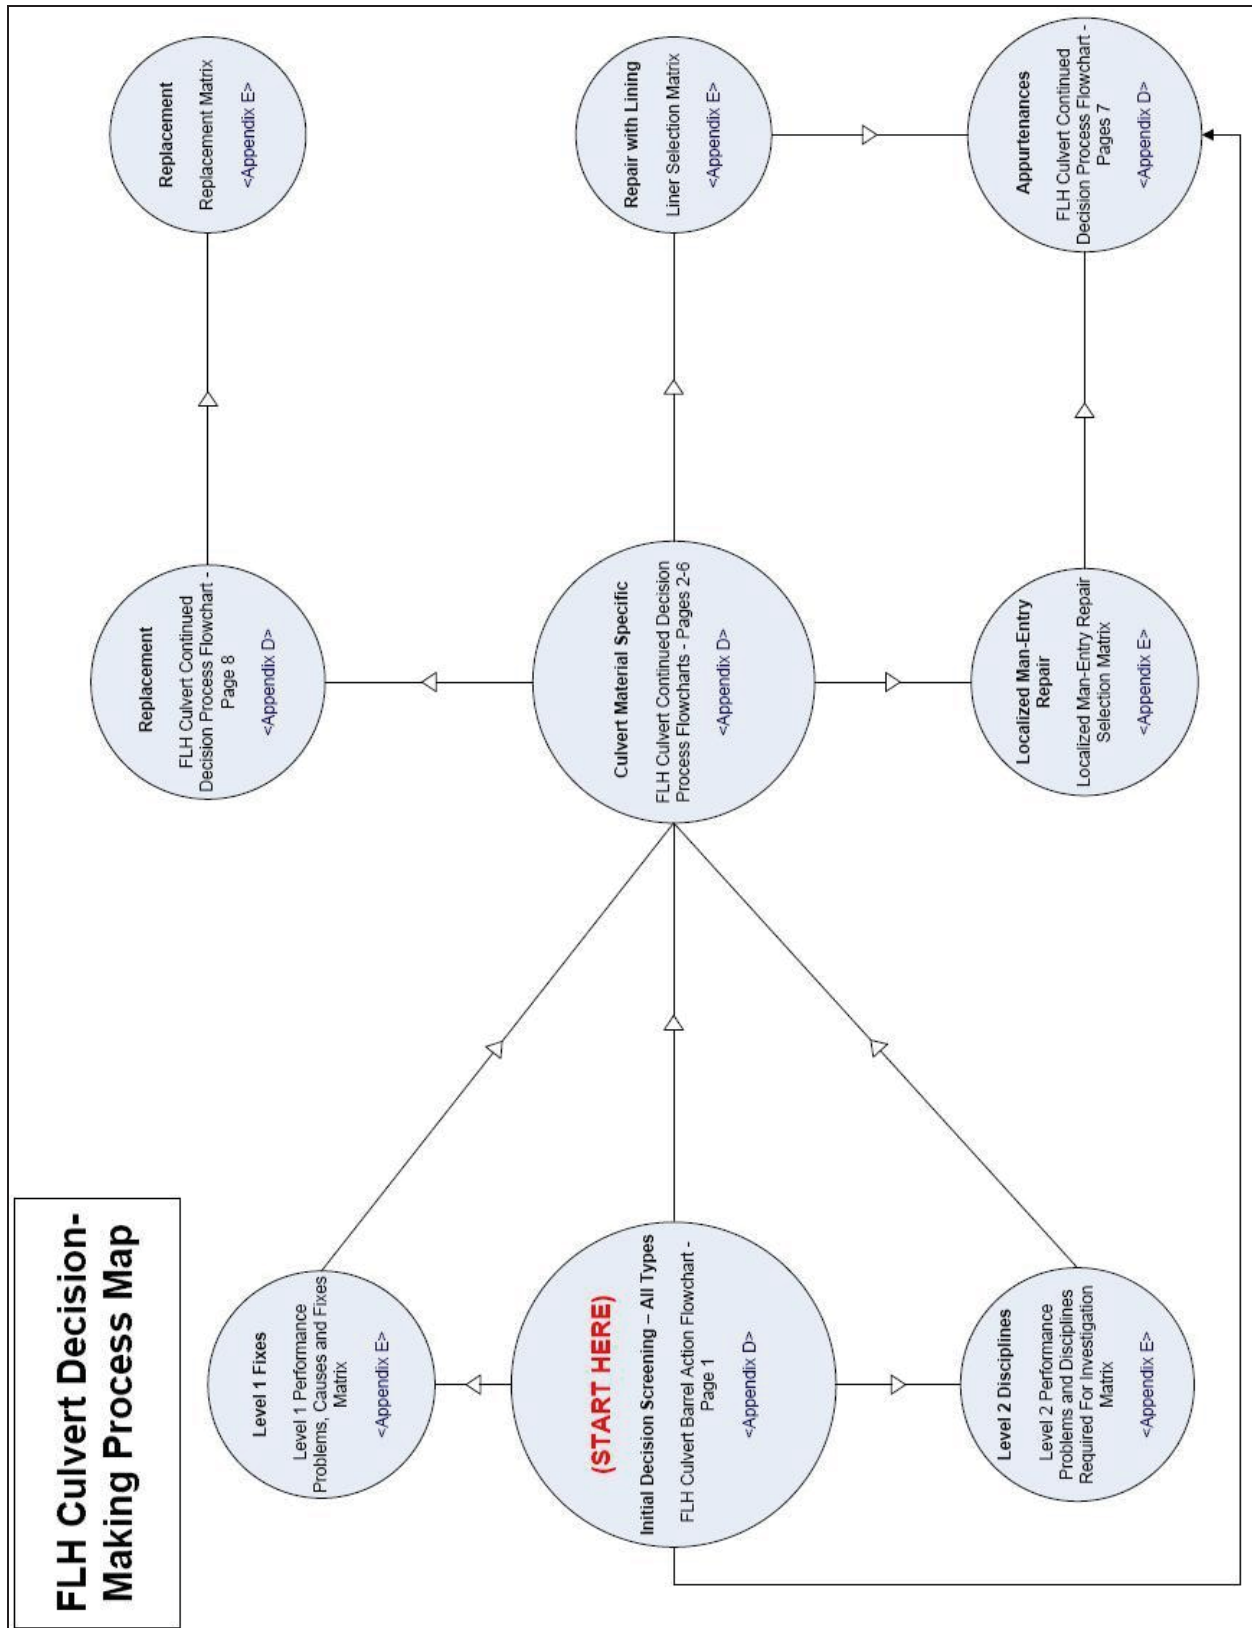 FLH Culvert Decision-
Making Process Map
Level 1 Fixes
Level 1 Performance
Problems, Causes and Fixes
Matrix
<Appendix E>
(START HERE)
Initial Decision Screening – All Types
FLH Culvert Barrel Action Flowchart -
Page 1
<Appendix D>
Level 2 Disciplines
Level 2 Performance
Problems and Disciplines
Required For Investigation
Matrix
<Appendix E>
Replacement
FLH Culvert Continued
Decision Process Flowchart -
Page 8
<Appendix D>
Culvert Material Specific
FLH Culvert Continued Decision
Process Flowcharts - Pages 2-6
<Appendix D>
Localized Man-Entry
Repair
Localized Man-Entry Repair
Selection Matrix
<Appendix E>
Replacement
Replacement Matrix
<Appendix E>
Repair with Lining
Liner Selection Matrix
<Appendix E>
Appurtenances
FLH Culvert Continued
Decision Process Flowchart -
Pages 7
<Appendix D>